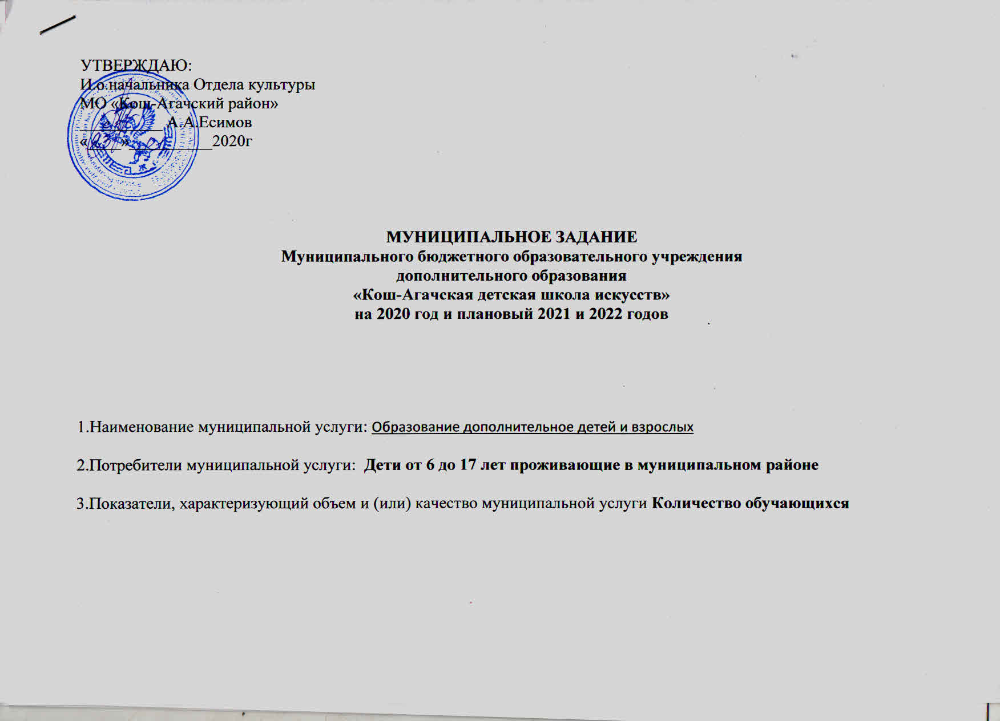 УТВЕРЖДАЮ:
И.о.начальника Отдела культуры
МО «Кош-Агачский район»
__________ А.А.Есимов
«23»__________2020г
МУНИЦИПАЛЬНОЕ ЗАДАНИЕ
Муниципального бюджетного образовательного учреждения
дополнительного образования
«Кош-Агачская детская школа искусств»
на 2020 год и плановый 2021 и 2022 годов
1.Наименование муниципальной услуги: Образование дополнительное детей и взрослых
2.Потребители муниципальной услуги: Дети от 6 до 17 лет проживающие в муниципальном районе
3.Показатели, характеризующий объем и (или) качество муниципальной услуги Количество обучающихся